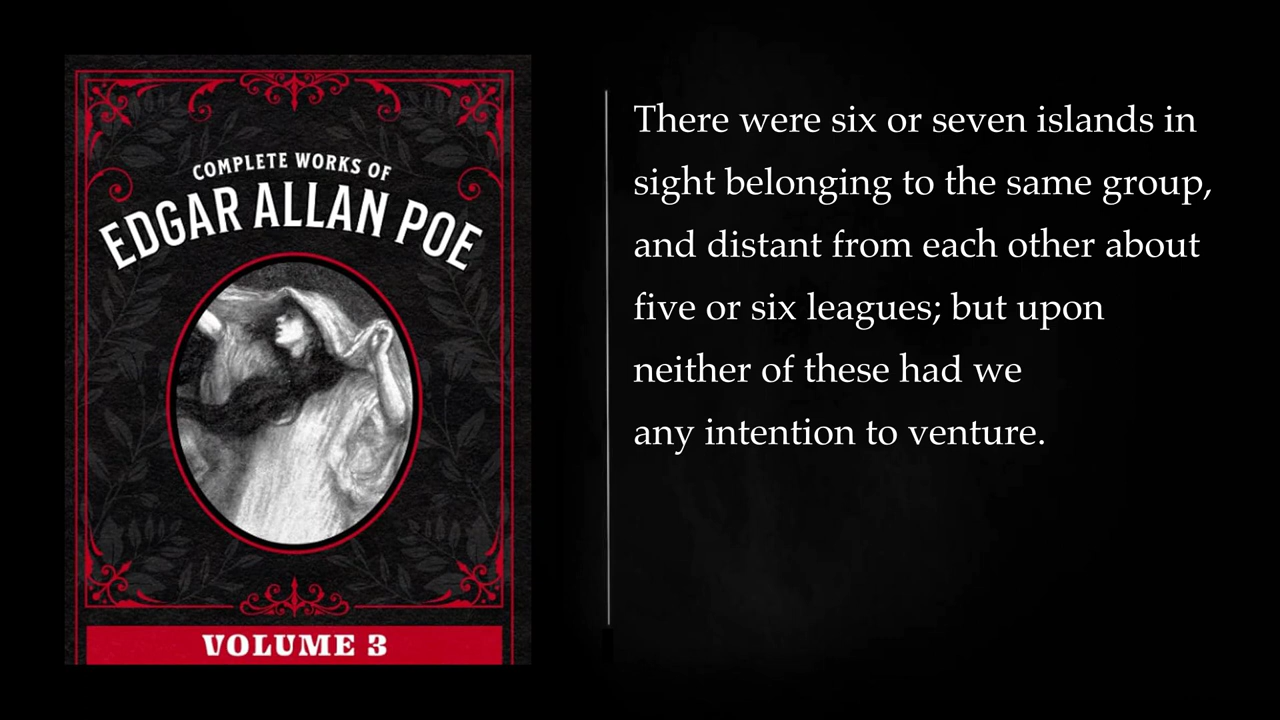 COMPLETE WORKS OF
EDGAR ALLAN POE
VOLUME 3
There were six or seven islands in
sight belonging to the same group,
and distant from each other about
five or six leagues; but upon
neither of these had we
any intention to venture.